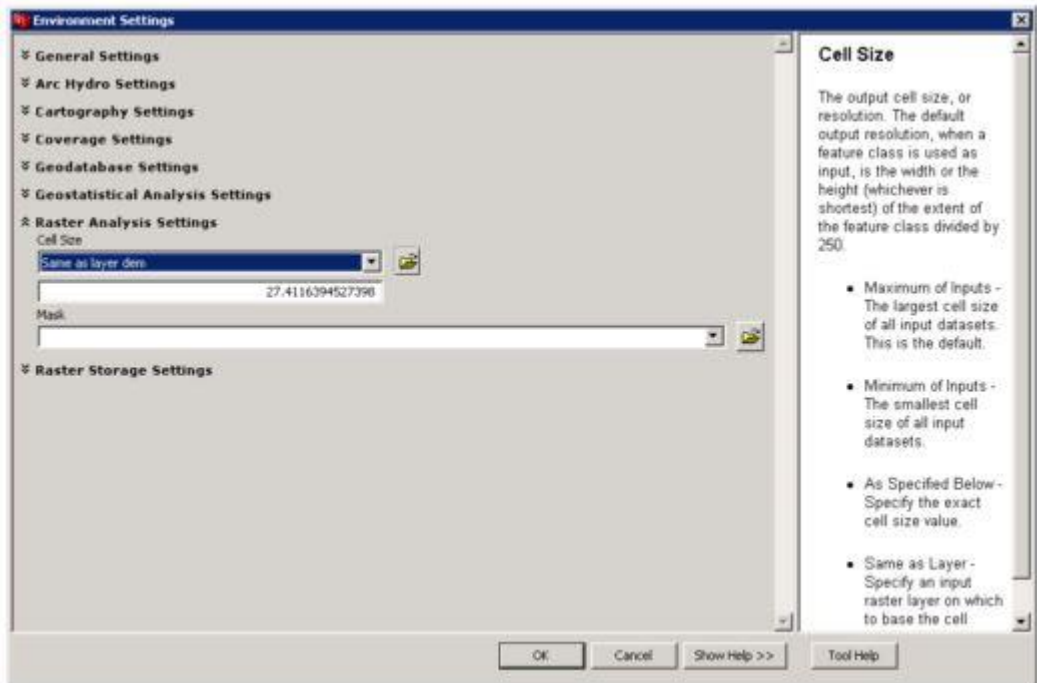 Environment Settings
General Settings
Arc Hydro Settings
Cartography Settings
Coverage Settings
Geodatabase Settings
Geostatistical Analysis Settings
Raster Analysis Settings
Cell Size
Same as layer dem
27.4116394527398
Mask
Raster Storage Settings
Cell Size
The output cell size, or
resolution. The default
output resolution, when a
feature class is used as
input, is the width or the
height (whichever is
shortest) of the extent of
the feature class divided by
250.
• Maximum of Inputs -
The largest cell size
of all input datasets.
This is the default.
• Minimum of Inputs -
The smallest cell
size of all input
datasets.
• As Specified Below -
Specify the exact
cell size value.
• Same as Layer -
Specify an input
raster layer on which
to base the cell
OK
Cancel
Show Help >>
Tool Help